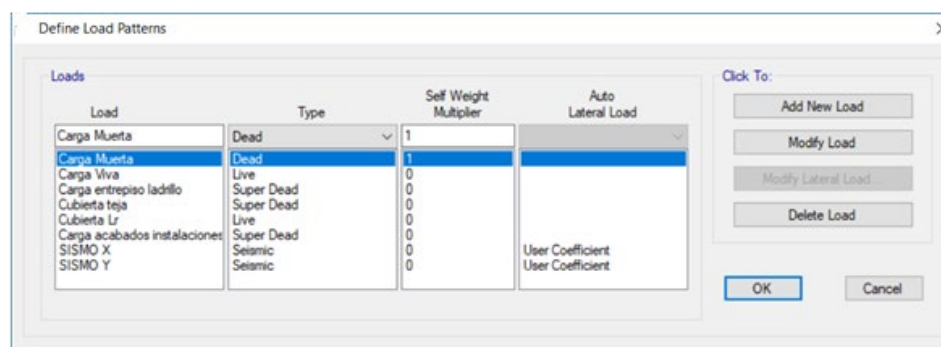 Define Load Patterns
Loads
Click To:
Load Type Self Weight Multiplier Auto Lateral Load
Carga Muerta Dead 1
Carga Muerta Dead 1
Carga Viva Live 0
Carga entrepiso ladrillo Super Dead 0
Cubierta teja Super Dead 0
Cubierta Lr Live 0
Carga acabados instalaciones Super Dead 0
SISMO X Seismic 0 User Coefficient
SISMO Y Seismic 0 User Coefficient
Add New Load
Modify Load
Modify Lateral Load...
Delete Load
OK Cancel